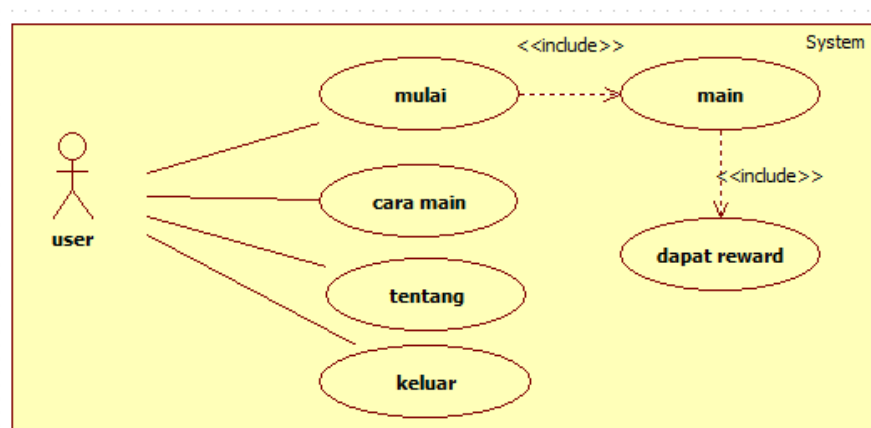 System
<<include>>
mulai
main
<<include>>
cara main
user
dapat reward
tentang
keluar